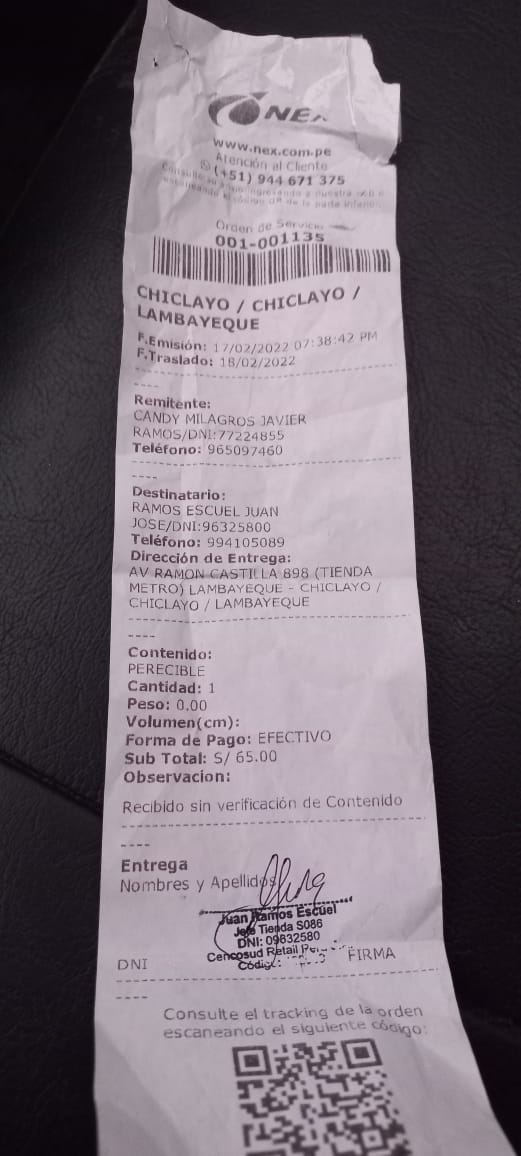 NEX
www.nex.com.pe
Atención al Cliente
(+51) 944 671 375
Orden de Servicio
001-001135
CHICLAYO / CHICLAYO /
LAMBAYEQUE
F.Emisión: 17/02/2022 07:38:42 PM
F.Traslado: 18/02/2022
----
Remitente:
CANDY MILAGROS JAVIER
RAMOS/DNI:77224855
Teléfono: 965097460
----
Destinatario:
RAMOS ESCUEL JUAN
JOSE/DNI:96325800
Teléfono: 994105089
Dirección de Entrega:
AV RAMON CASTILLA 898 (TIENDA
METRO) LAMBAYEQUE - CHICLAYO /
CHICLAYO / LAMBAYEQUE
----
Contenido:
PERECIBLE
Cantidad: 1
Peso: 0.00
Volumen(cm):
Forma de Pago: EFECTIVO
Sub Total: S/ 65.00
Observacion:
Recibido sin verificación de Contenido
----
Entrega
Nombres y Apellidos
Juan Ramos Escuel
Jefe Tienda S086
DNI: 09632580
Cencosud Retail
DNI
FIRMA
----
Consulte el tracking de la orden
escaneando el siguiente código: